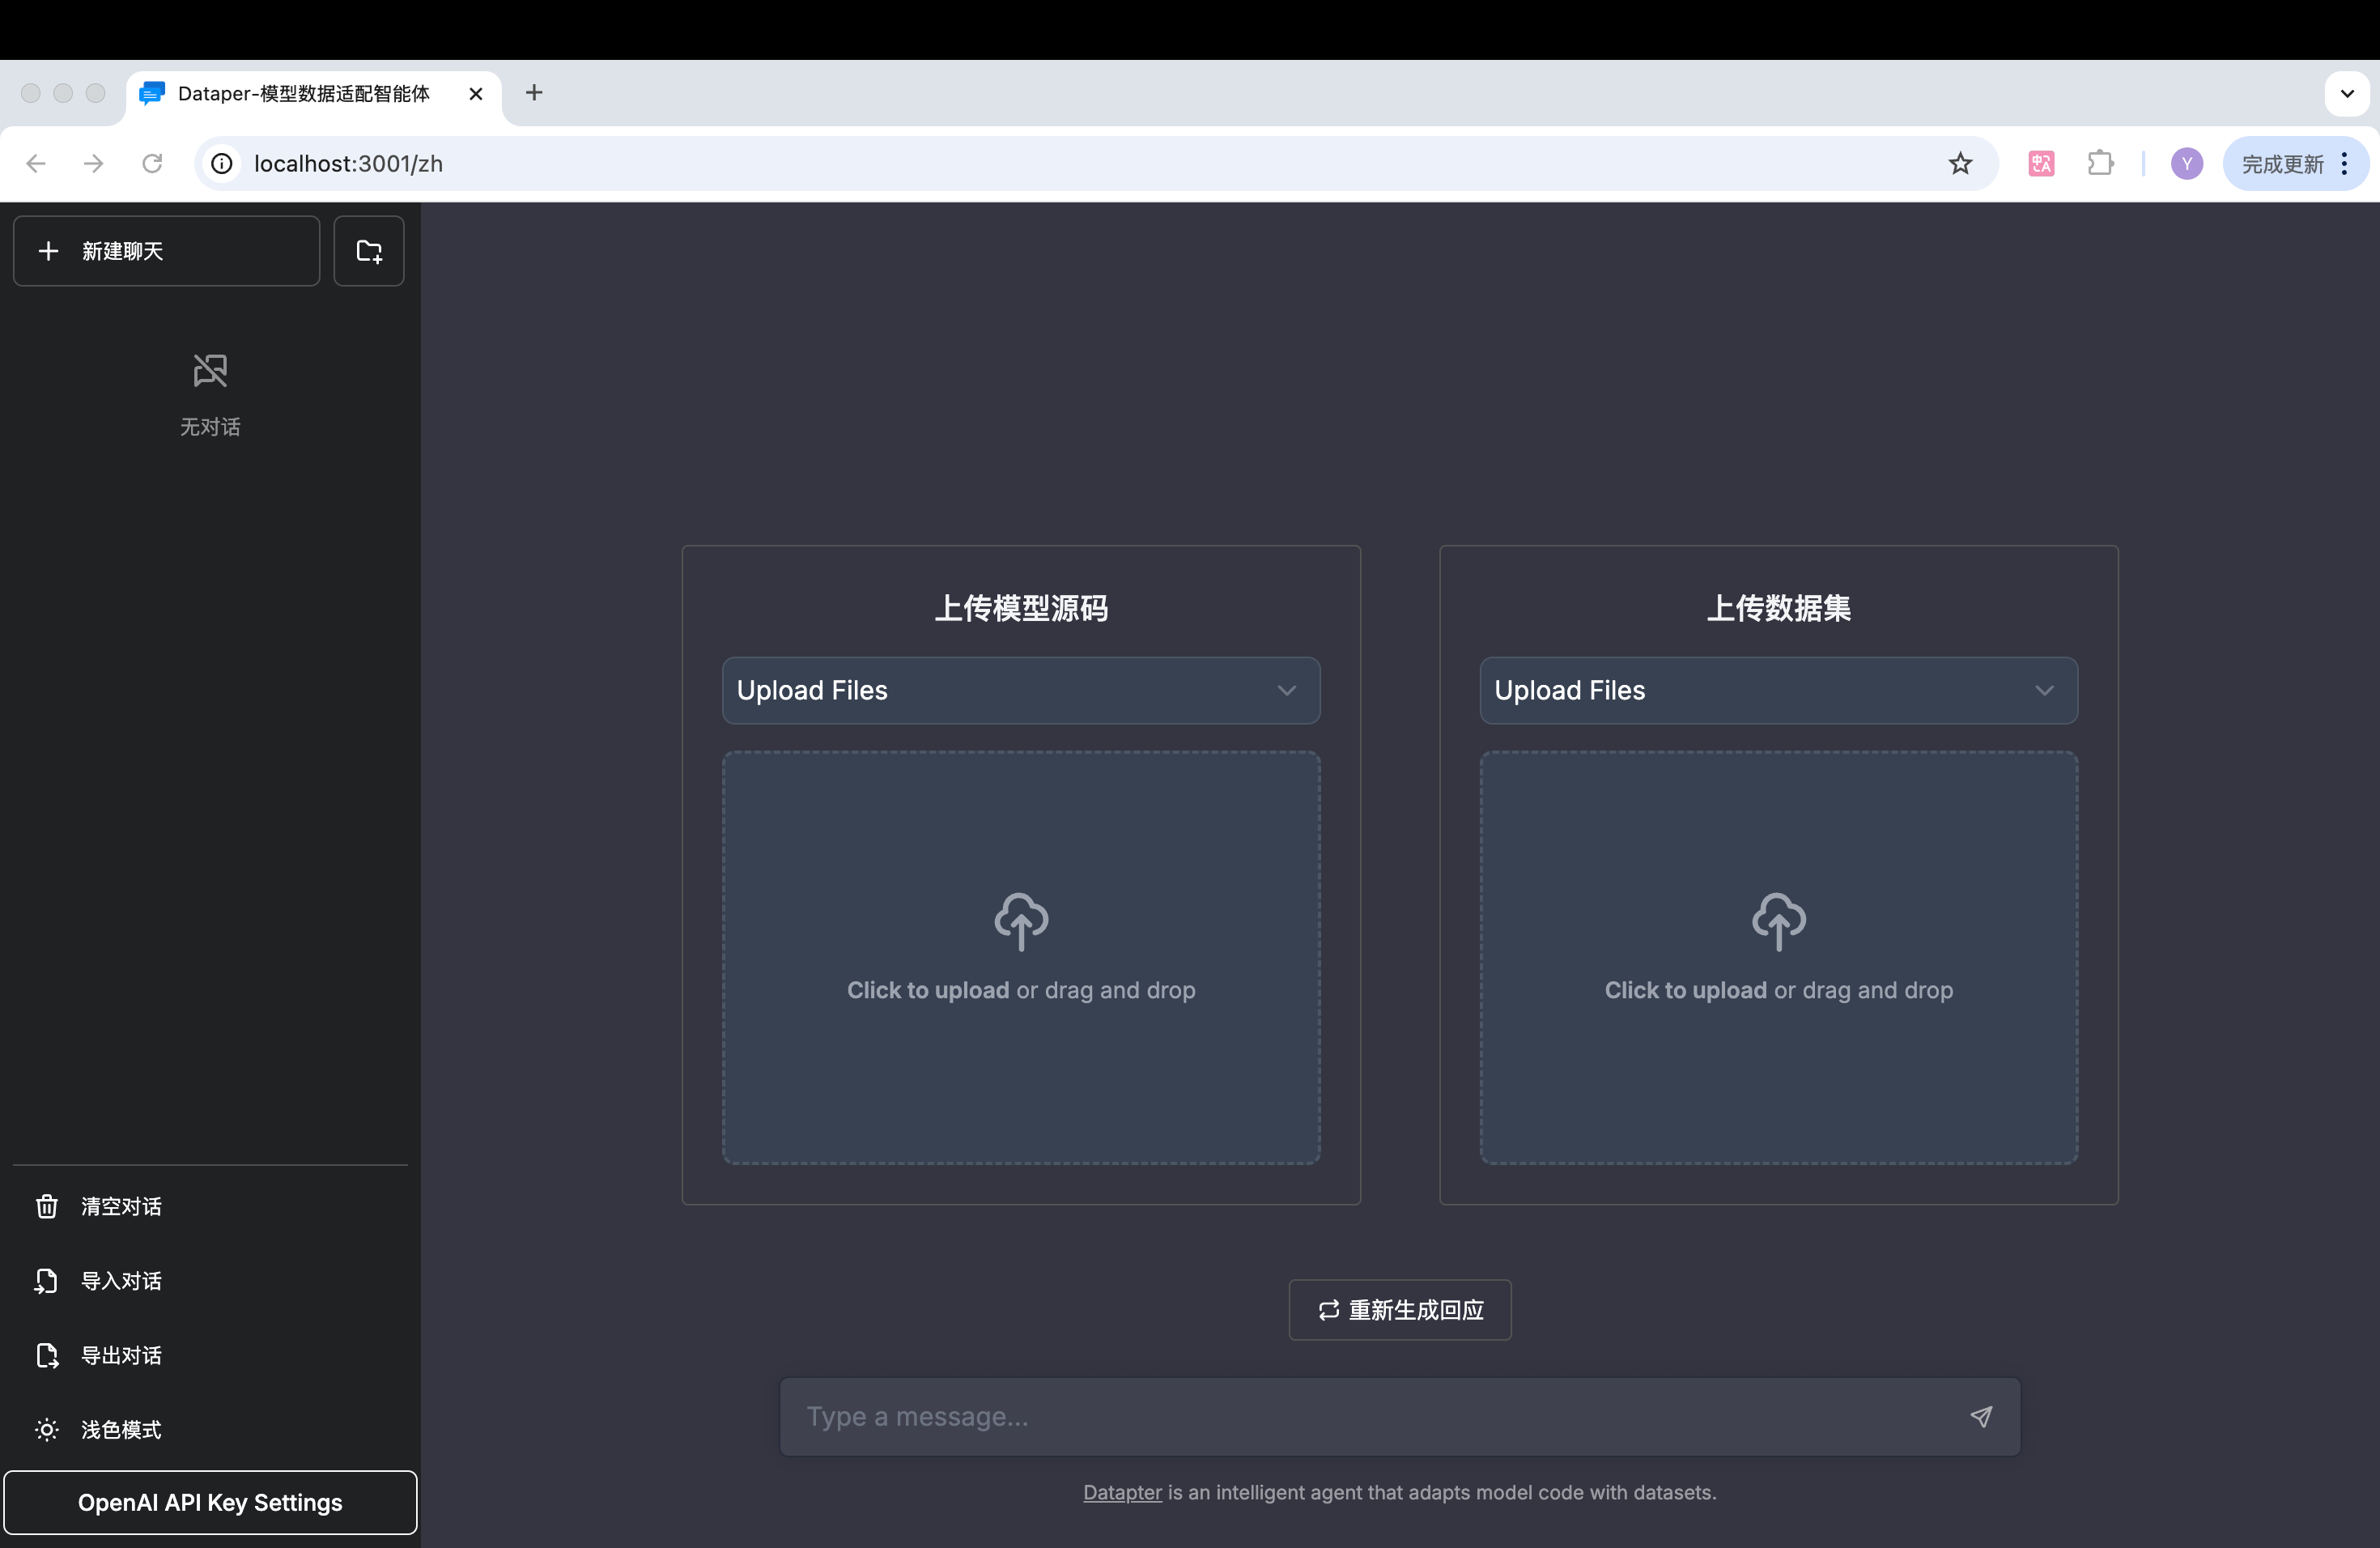 Dataper-模型数据适配智能体
localhost:3001/zh
Y
完成更新
新建聊天
无对话
上传模型源码
Upload Files
Click to upload or drag and drop
上传数据集
Upload Files
Click to upload or drag and drop
重新生成回应
Type a message...
Datapter is an intelligent agent that adapts model code with datasets.
清空对话
导入对话
导出对话
浅色模式
OpenAI API Key Settings